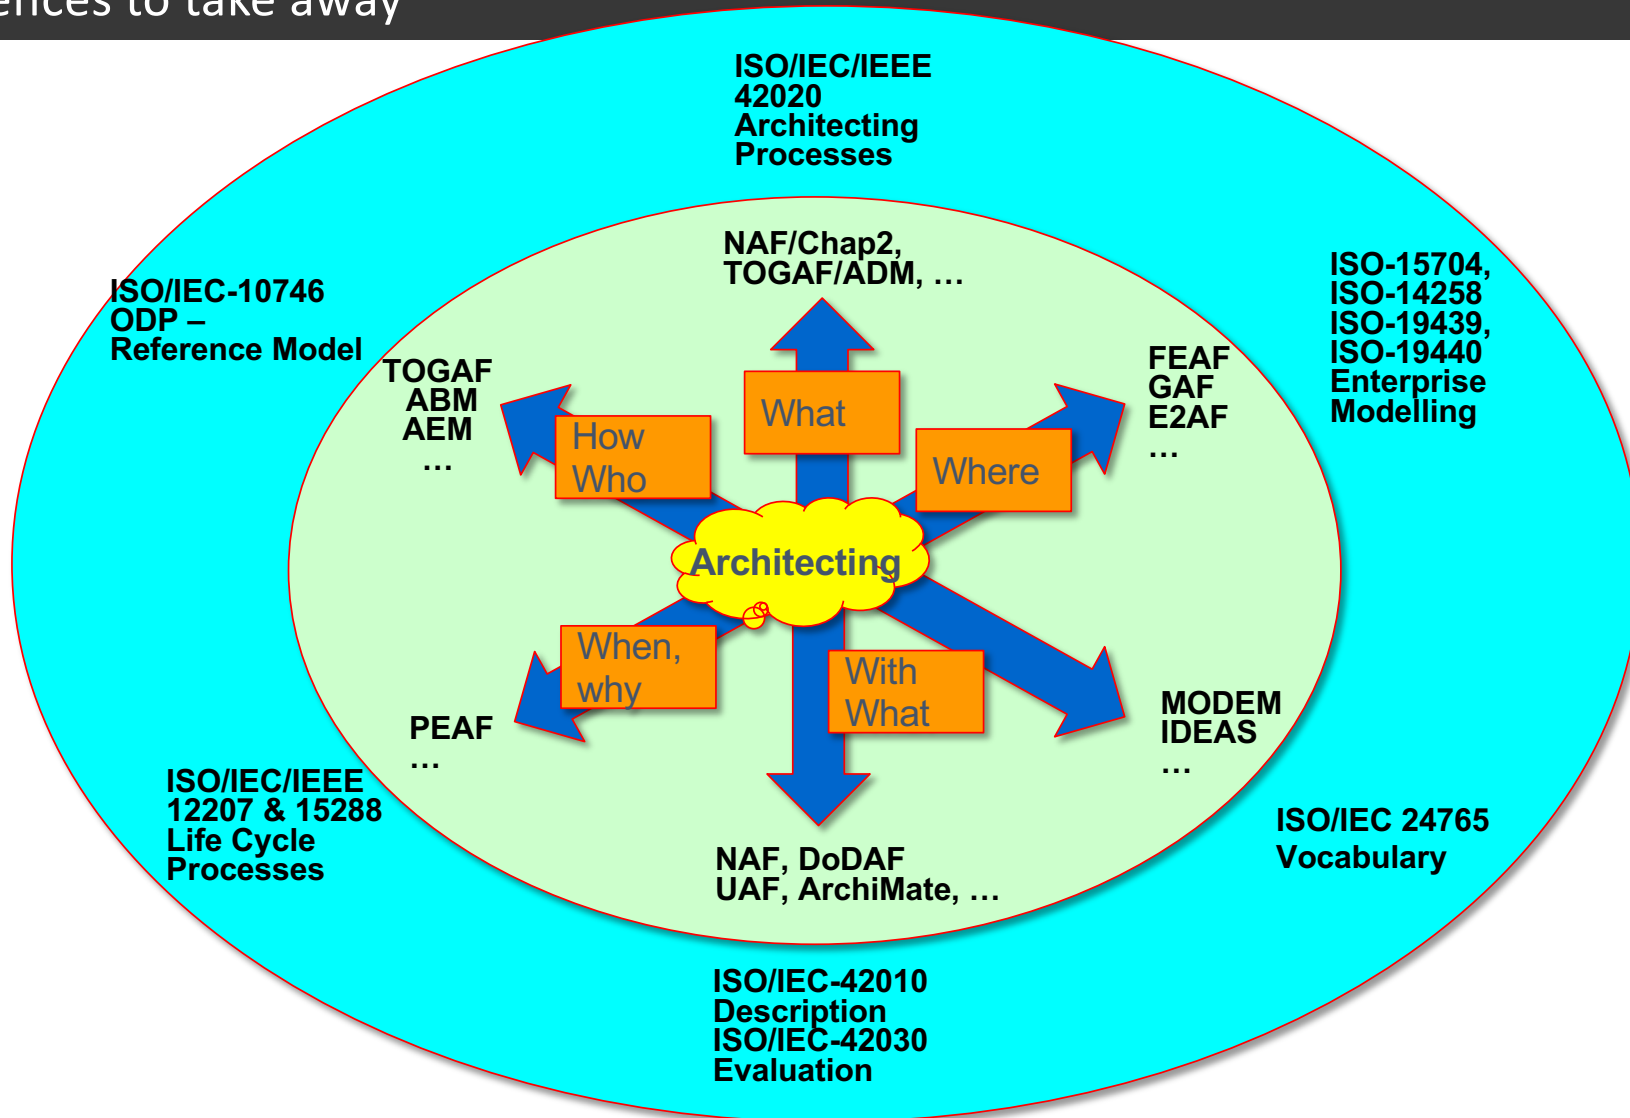 ences to take away
ISO/IEC/IEEE
42020
Architecting
Processes
NAF/Chap2,
TOGAF/ADM, …
ISO/IEC-10746
ODP –
Reference Model
ISO-15704,
ISO-14258
ISO-19439,
ISO-19440
Enterprise
Modelling
TOGAF
ABM
AEM
…
FEAF
GAF
E2AF
…
What
How
Who
Where
Architecting
When,
why
With
What
PEAF
…
MODEM
IDEAS
…
ISO/IEC/IEEE
12207 & 15288
Life Cycle
Processes
ISO/IEC 24765
Vocabulary
NAF, DoDAF
UAF, ArchiMate, …
ISO/IEC-42010
Description
ISO/IEC-42030
Evaluation